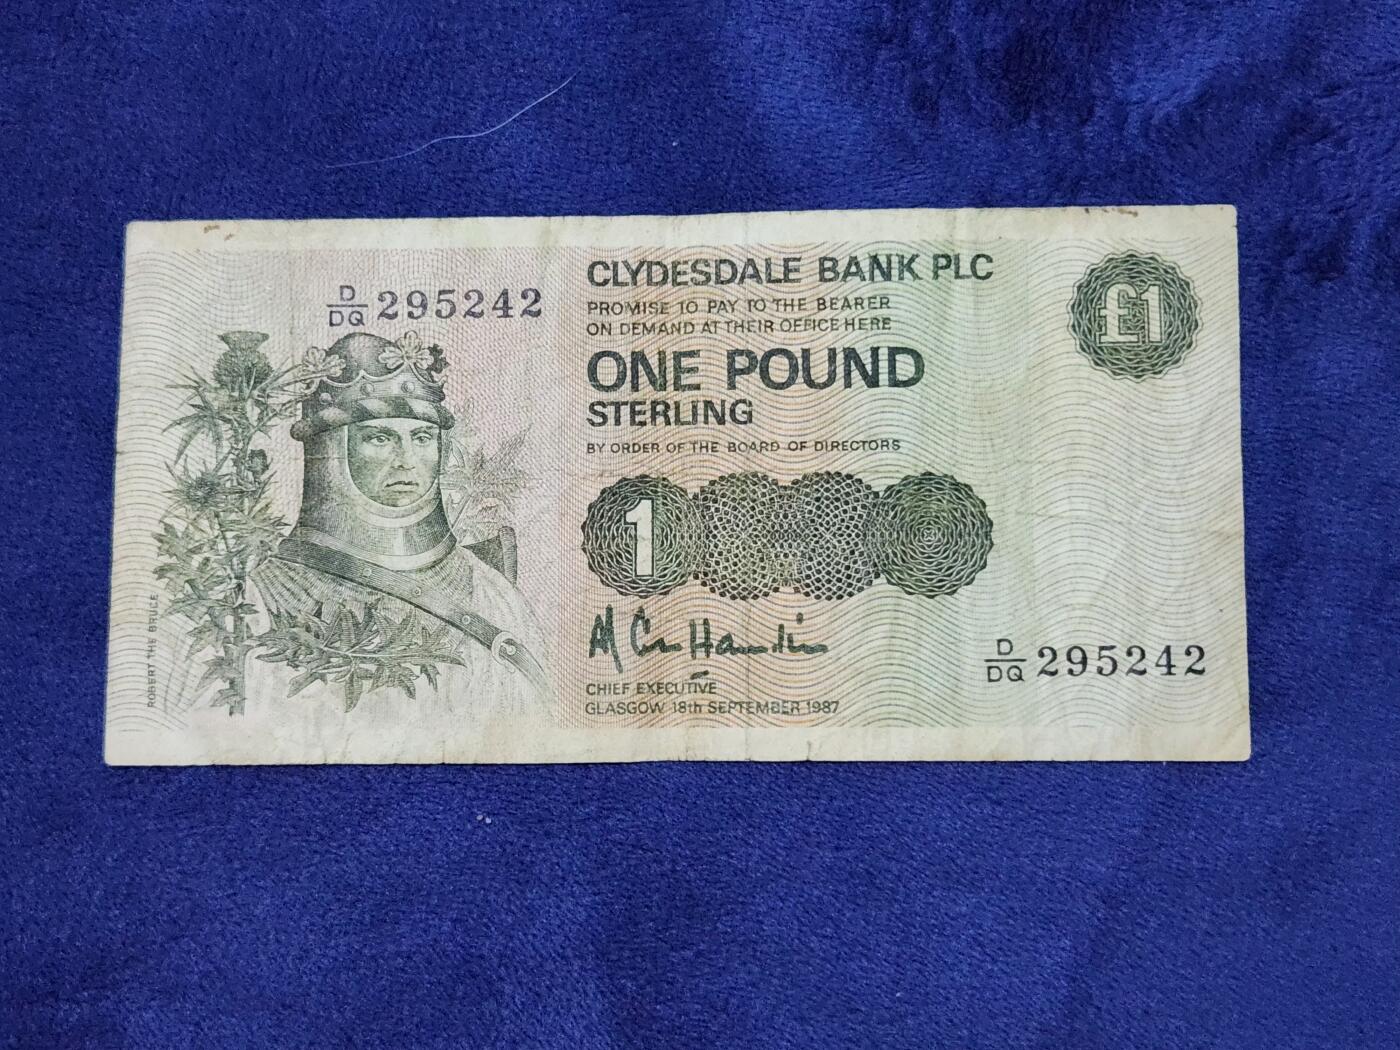 CLYDESDALE BANK PLC
£1
D/DQ 295242
PROMISE TO PAY TO THE BEARER
ON DEMAND AT THEIR OFFICE HERE
ONE POUND
STERLING
BY ORDER OF THE BOARD OF DIRECTORS
1
CHIEF EXECUTIVE
GLASGOW 18th SEPTEMBER 1987
D/DQ 295242
ROBERT THE BRUCE